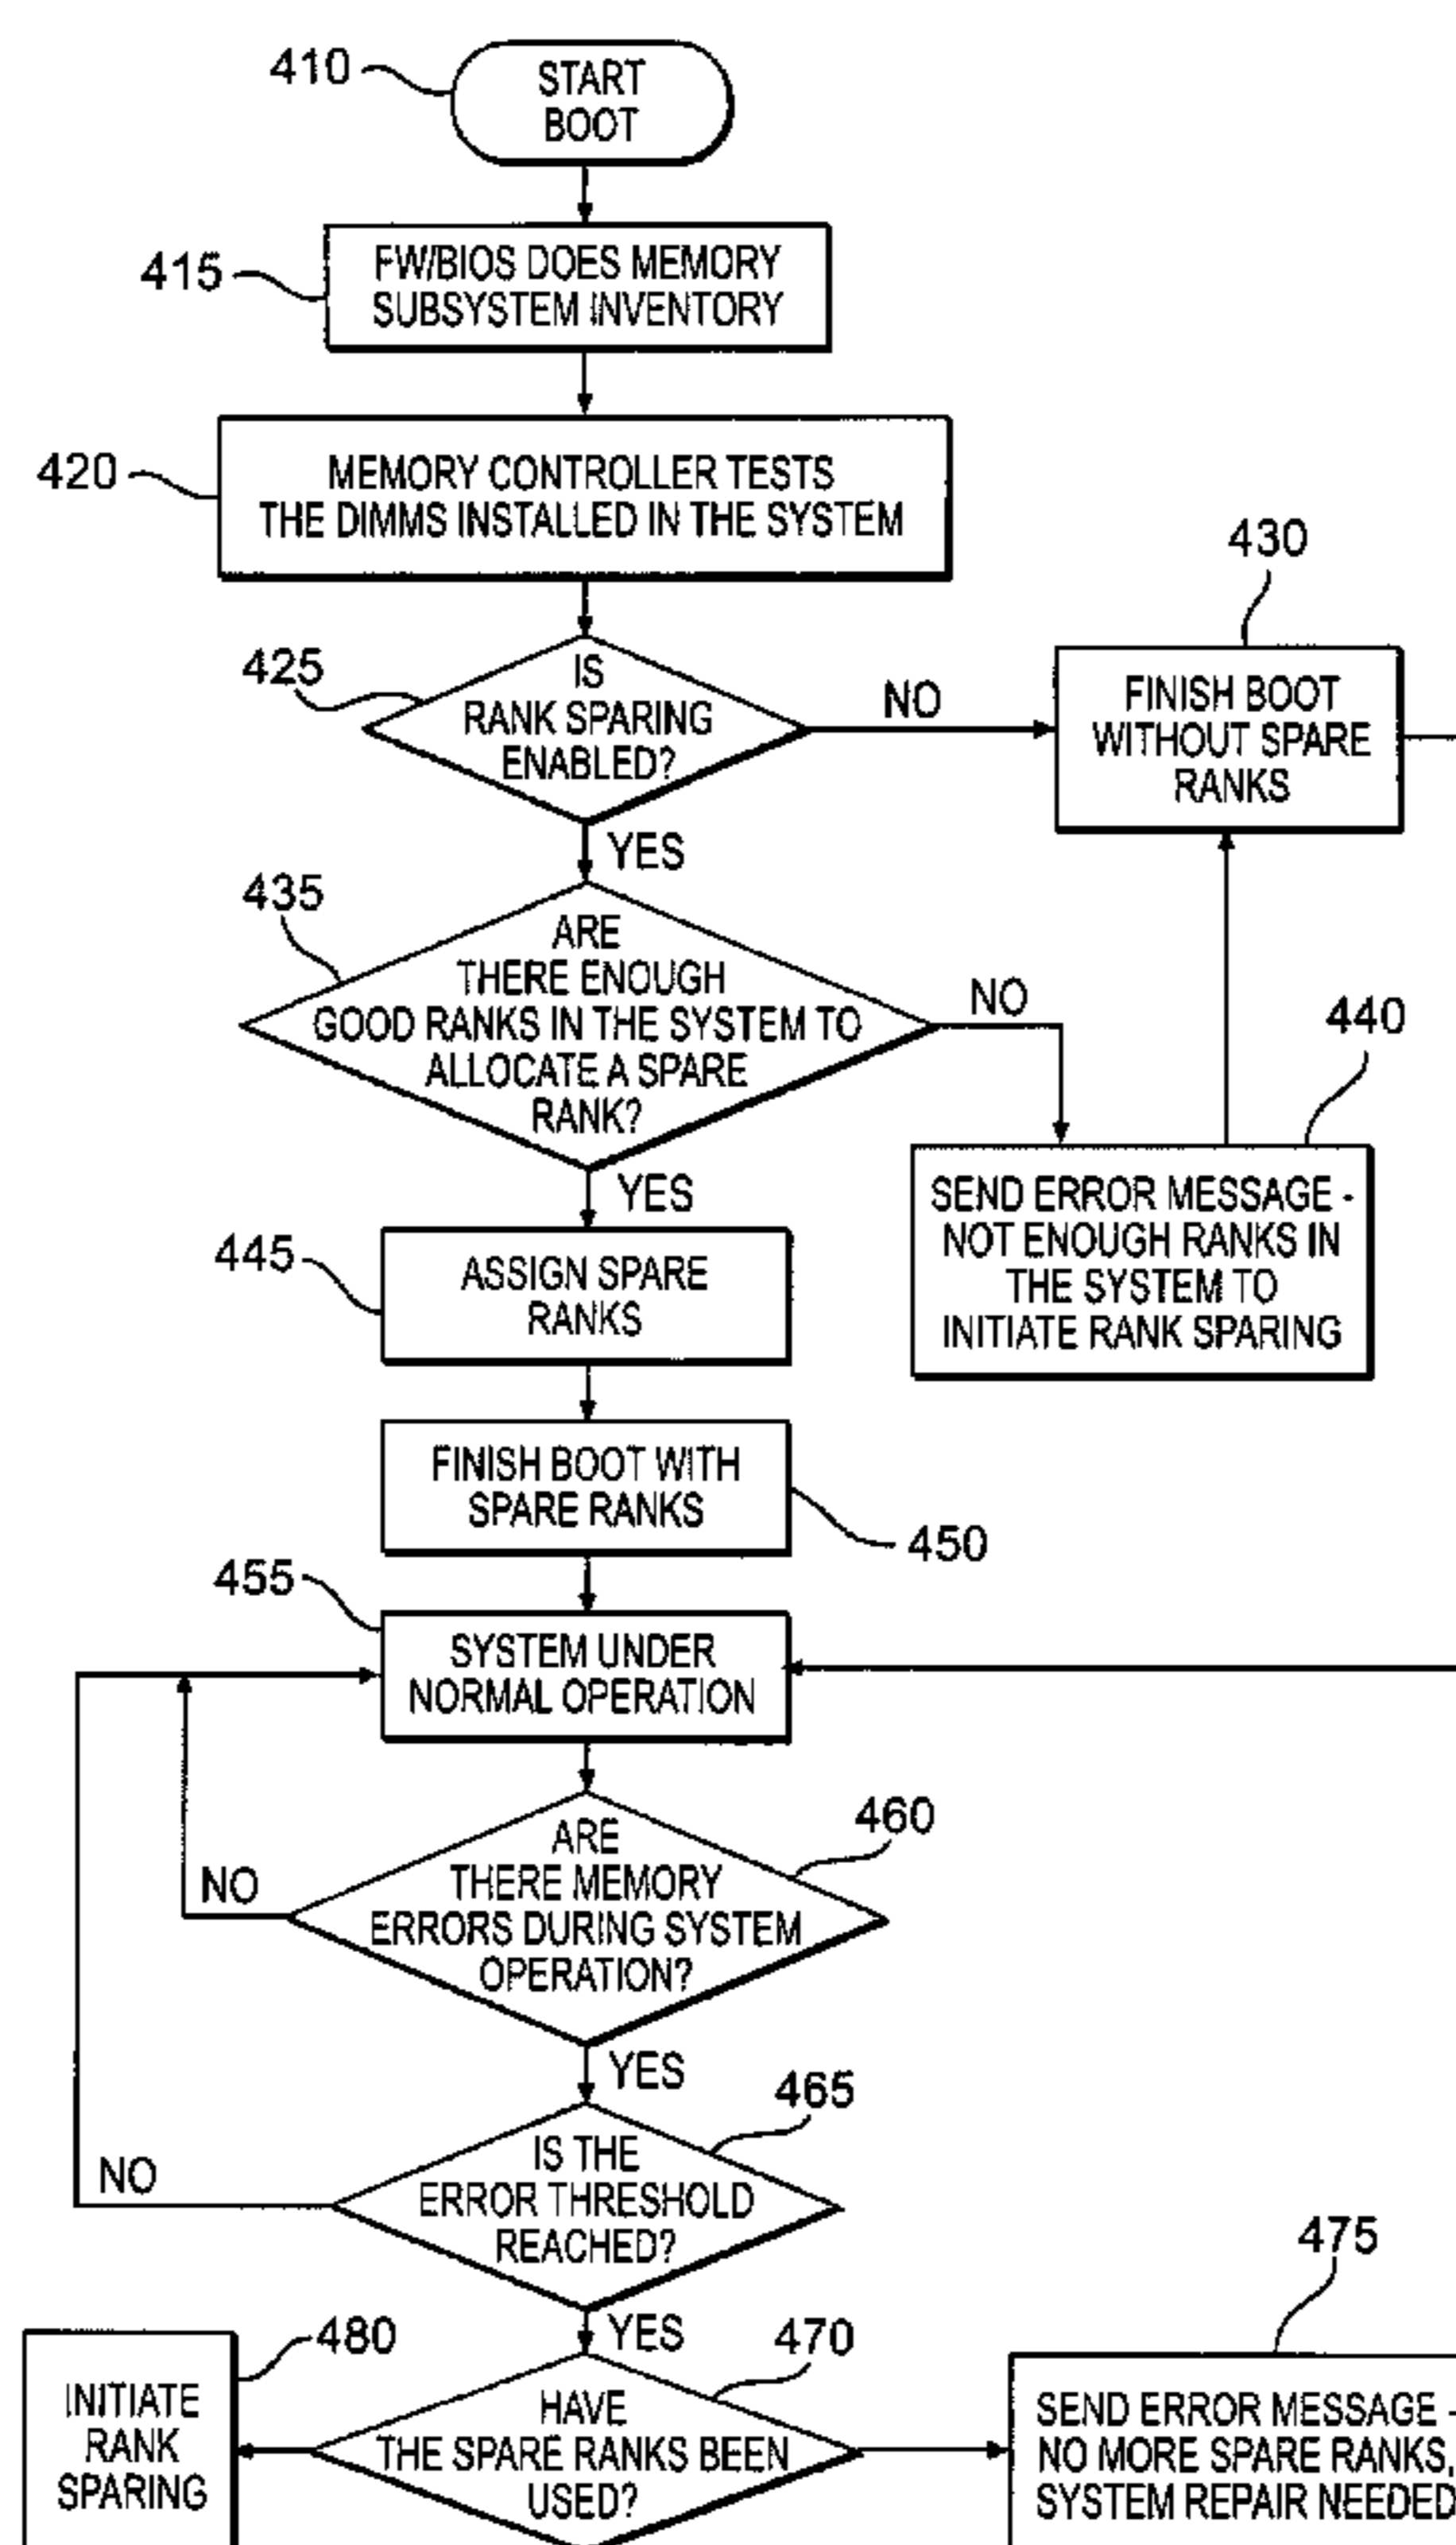 410
START
BOOT
415
FW/BIOS DOES MEMORY
SUBSYSTEM INVENTORY
420
MEMORY CONTROLLER TESTS
THE DIMMS INSTALLED IN THE SYSTEM
425
IS
RANK SPARING
ENABLED?
NO
430
FINISH BOOT
WITHOUT SPARE
RANKS
YES
435
ARE
THERE ENOUGH
GOOD RANKS IN THE SYSTEM TO
ALLOCATE A SPARE
RANK?
NO
440
SEND ERROR MESSAGE -
NOT ENOUGH RANKS IN
THE SYSTEM TO
INITIATE RANK SPARING
YES
445
ASSIGN SPARE
RANKS
FINISH BOOT WITH
SPARE RANKS
450
455
SYSTEM UNDER
NORMAL OPERATION
460
ARE
THERE MEMORY
ERRORS DURING SYSTEM
OPERATION?
NO
YES
465
IS THE
ERROR THRESHOLD
REACHED?
NO
YES
470
HAVE
THE SPARE RANKS BEEN
USED?
480
INITIATE
RANK
SPARING
475
SEND ERROR MESSAGE -
NO MORE SPARE RANKS,
SYSTEM REPAIR NEEDED